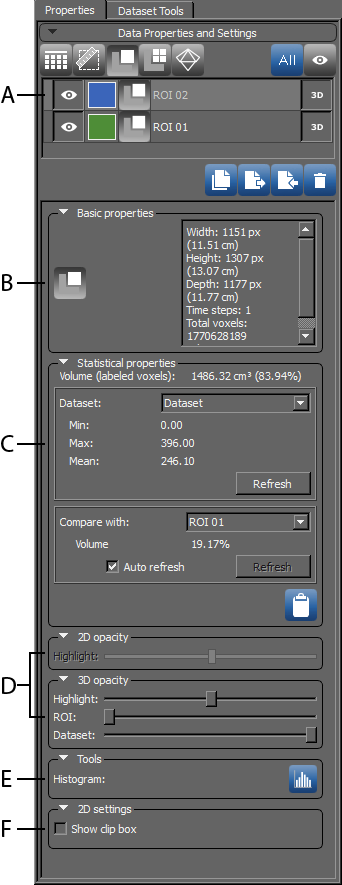 Properties
Dataset Tools
Data Properties and Settings
All
A
ROI 02
3D
ROI 01
3D
Basic properties
B
Width: 1151 px
(11.51 cm)
Height: 1307 px
(13.07 cm)
Depth: 1177 px
(11.77 cm)
Time steps: 1
Total voxels:
1770628189
Statistical properties
Volume (labeled voxels): 1486.32 cm³ (83.94%)
C
Dataset: Dataset
Min: 0.00
Max: 396.00
Mean: 246.10
Refresh
Compare with: ROI 01
Volume 19.17%
Auto refresh
Refresh
2D opacity
Highlight:
D
3D opacity
Highlight:
ROI:
Dataset:
Tools
E
Histogram:
2D settings
F
Show clip box